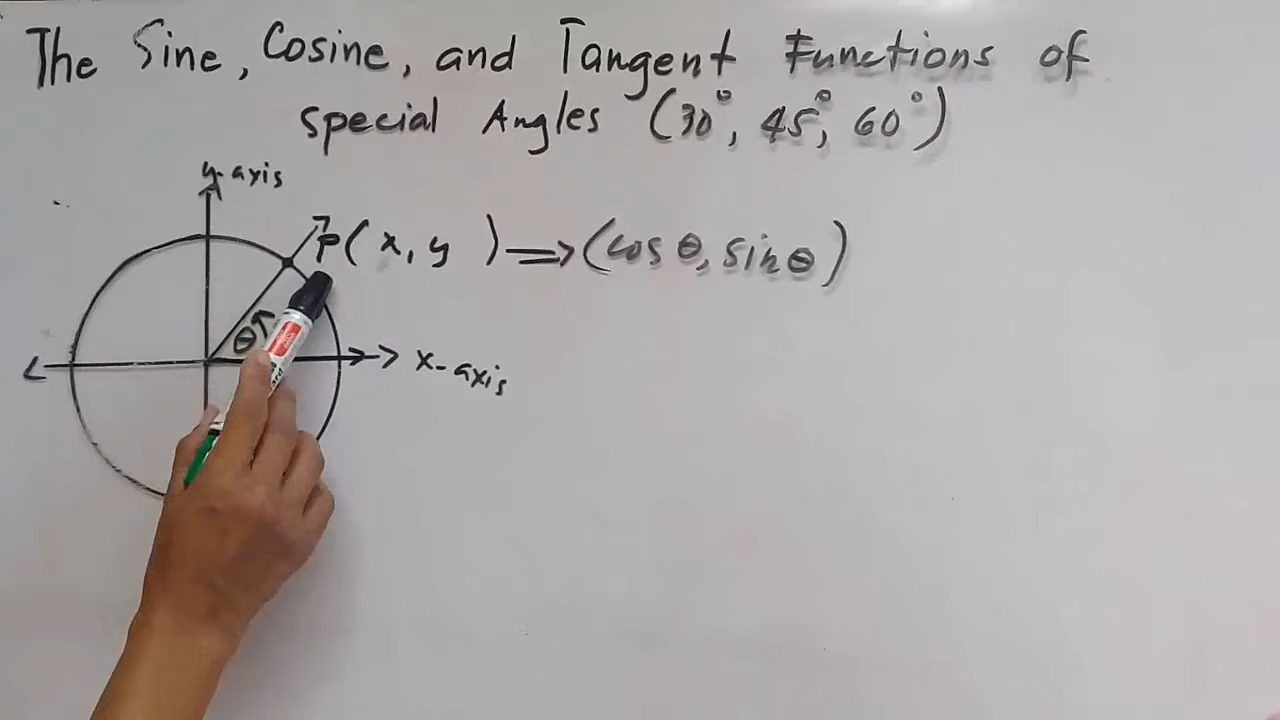 The Sine, Cosine, and Tangent Functions of
special Angles (30°, 45°, 60°)
y-axis
P(x, y) ⇒ (cos θ, sin θ)
θ
x-axis